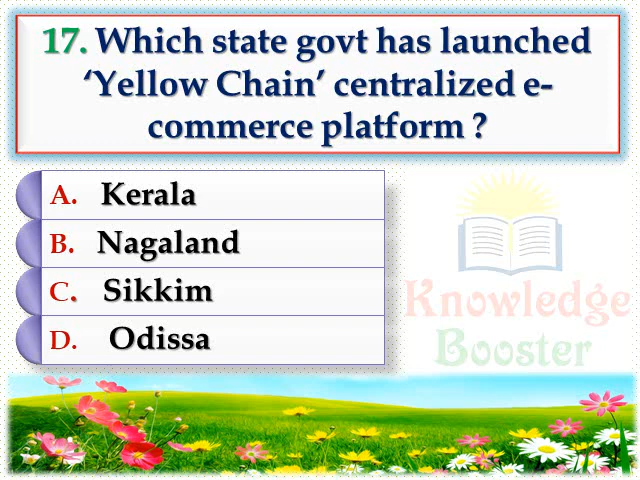 17. Which state govt has launched
‘Yellow Chain’ centralized e-
commerce platform ?
A. Kerala
B. Nagaland
C. Sikkim
D. Odissa
Knowledge
Booster